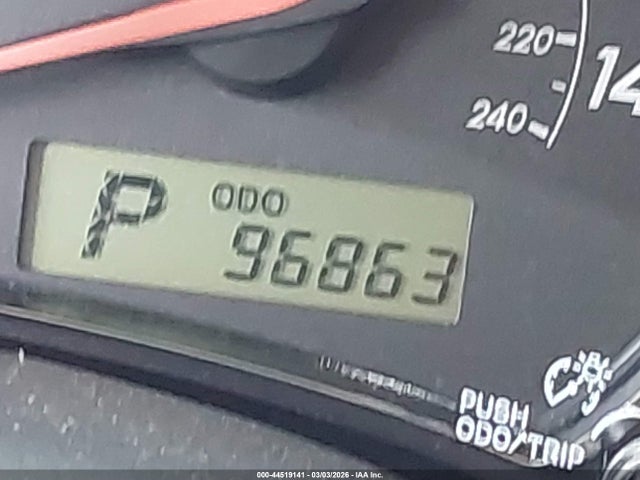 220
240
14
P
ODO
96863
PUSH
ODO/TRIP
000-44519141 - 03/03/2026 - IAA Inc.